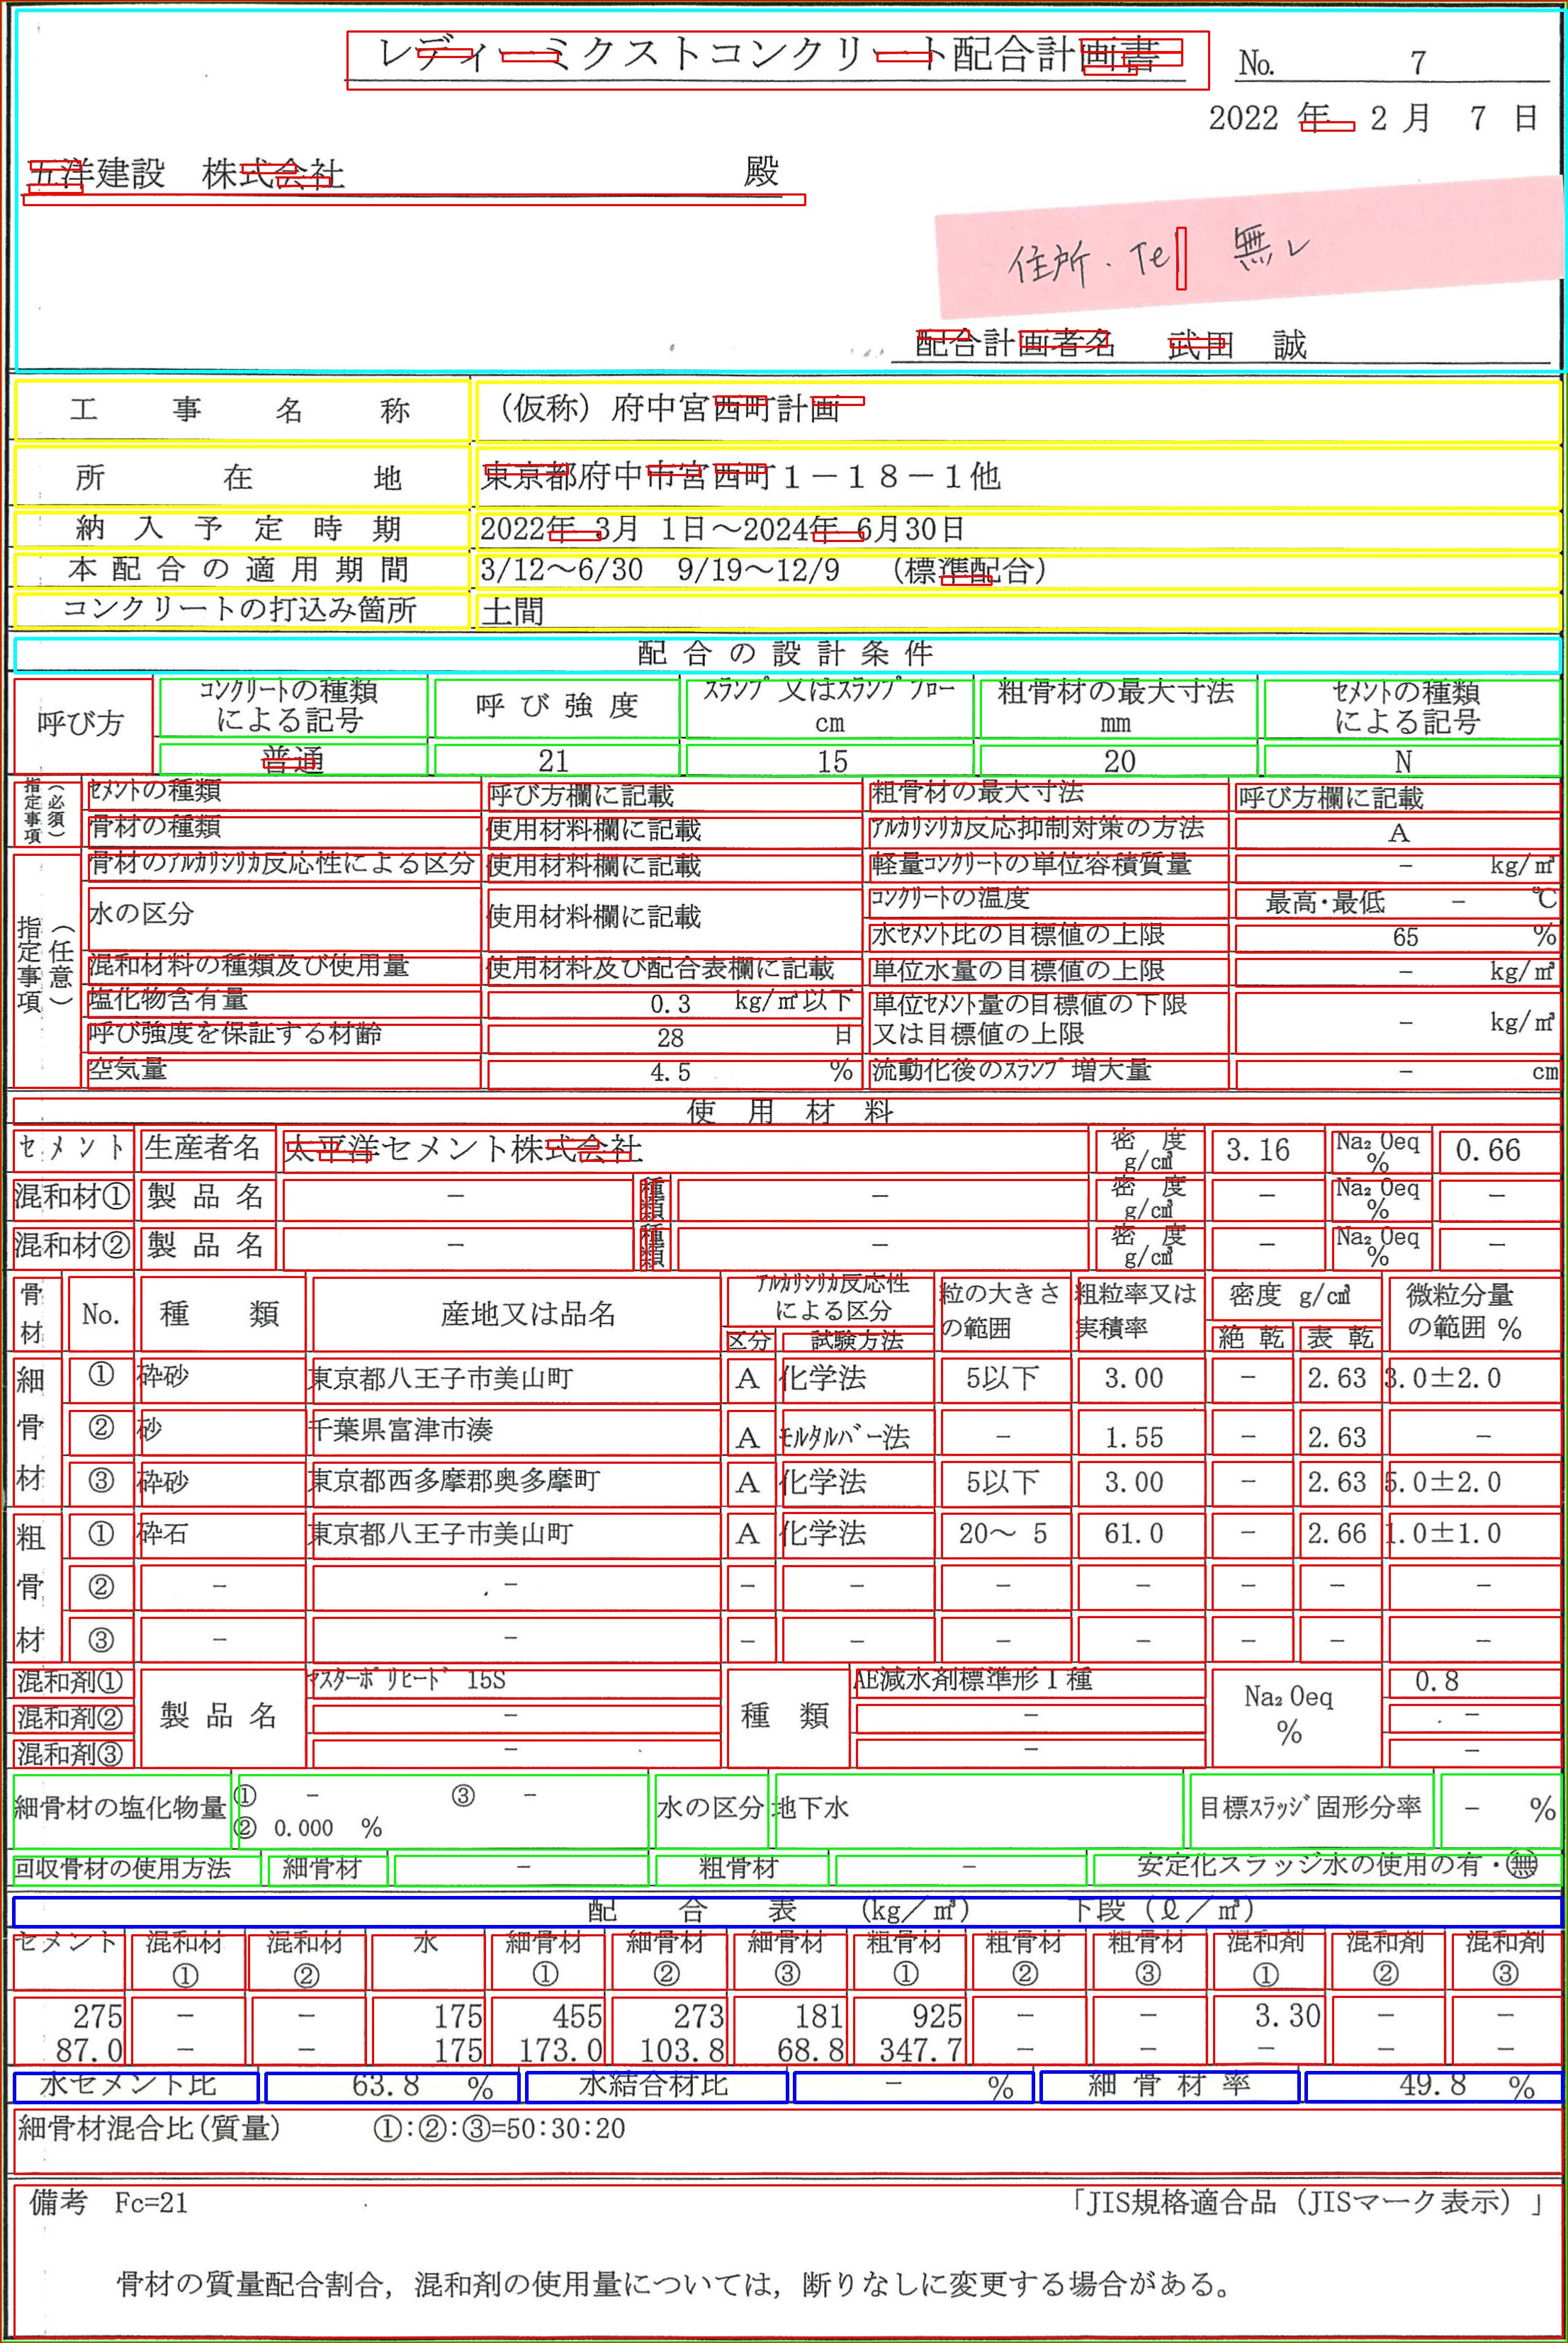 レディーミクストコンクリート配合計画書
No. 7
2022 年 2 月 7 日
五洋建設 株式会社 殿
住所・Tel 無し
配合計画者名 武田 誠
工事名称 (仮称) 府中宮西町計画
所在地 東京都府中市宮西町1-18-1他
納入予定時期 2022年 3月 1日～2024年 6月30日
本配合の適用期間 3/12～6/30 9/19～12/9 (標準配合)
コンクリートの打込み箇所 土間
配合の設計条件
呼び方 コンクリートの種類による記号 呼び強度 スランプ又はスランプフロー cm 粗骨材の最大寸法 mm セメントの種類による記号
普通 21 15 20 N
指定事項(必須) セメントの種類 呼び方欄に記載 粗骨材の最大寸法 呼び方欄に記載
骨材の種類 使用材料欄に記載 アルカリシリカ反応抑制対策の方法 A
指定事項(任意) 骨材のアルカリシリカ反応性による区分 使用材料欄に記載 軽量コンクリートの単位容積質量 - kg/㎥
水の区分 使用材料欄に記載 コンクリートの温度 最高・最低 - ℃
水セメント比の目標値の上限 65 %
混和材料の種類及び使用量 使用材料及び配合表欄に記載 単位水量の目標値の上限 - kg/㎥
塩化物含有量 0.3 kg/㎥以下 単位セメント量の目標値の下限又は目標値の上限 - kg/㎥
呼び強度を保証する材齢 28 日
空気量 4.5 % 流動化後のスランプ増大量 - cm
使用材料
セメント 生産者名 太平洋セメント株式会社 密度 g/c㎥ 3.16 Na₂Oeq % 0.66
混和材① 製品名 - 種類 - 密度 g/c㎥ - Na₂Oeq % -
混和材② 製品名 - 種類 - 密度 g/c㎥ - Na₂Oeq % -
骨材 No. 種類 産地又は品名 アルカリシリカ反応性による区分 粒の大きさの範囲 粗粒率又は実積率 密度 g/c㎥ 微粒分量の範囲 %
区分 試験方法 絶乾 表乾
細骨材 ① 砕砂 東京都八王子市美山町 A 化学法 5以下 3.00 - 2.63 3.0±2.0
② 砂 千葉県富津市湊 A モルタルバー法 - 1.55 - 2.63 -
③ 砕砂 東京都西多摩郡奥多摩町 A 化学法 5以下 3.00 - 2.63 5.0±2.0
粗骨材 ① 砕石 東京都八王子市美山町 A 化学法 20～ 5 61.0 - 2.66 1.0±1.0
② - - - - - - - - -
③ - - - - - - - - -
混和剤① 製品名 マスターポリヒード 15S 種類 AE減水剤標準形Ⅰ種 Na₂Oeq % 0.8
混和剤② - - -
混和剤③ - - -
細骨材の塩化物量 ① - ③ - 水の区分 地下水 目標スラッジ固形分率 - %
② 0.000 %
回収骨材の使用方法 細骨材 - 粗骨材 - 安定化スラッジ水の使用の有・㊇無
配合表 (kg/㎥) 下段(ℓ/㎥)
セメント 混和材① 混和材② 水 細骨材① 細骨材② 細骨材③ 粗骨材① 粗骨材② 粗骨材③ 混和剤① 混和剤② 混和剤③
275 - - 175 455 273 181 925 - - 3.30 - -
87.0 - - 175 173.0 103.8 68.8 347.7 - - - - -
水セメント比 63.8 % 水結合材比 - % 細骨材率 49.8 %
細骨材混合比(質量) ①:②:③=50:30:20
備考 Fc=21 「JIS規格適合品（JISマーク表示）」
骨材の質量配合割合,混和剤の使用量については,断りなしに変更する場合がある。